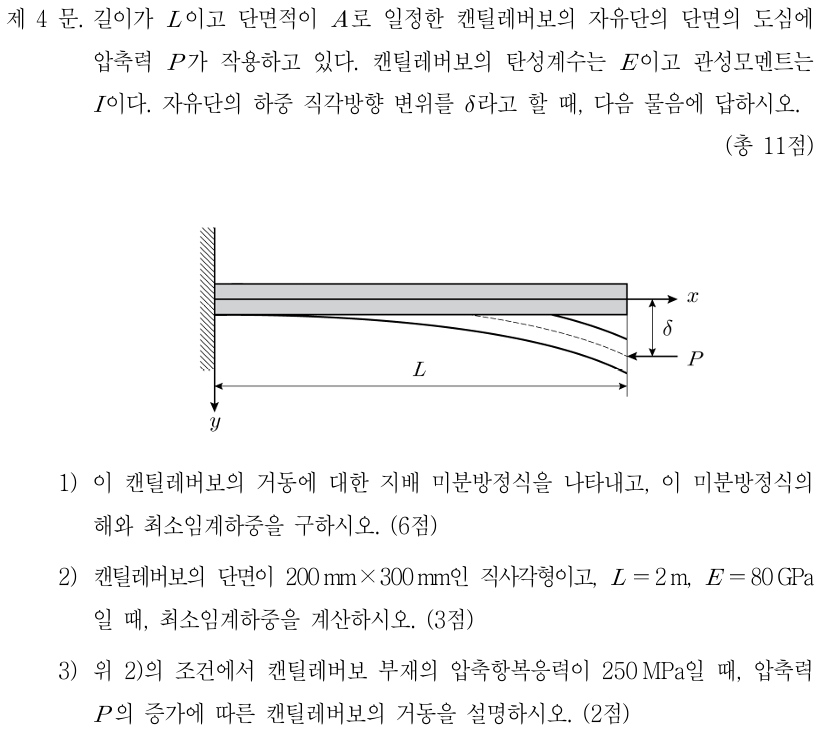 제 4 문. 길이가 L이고 단면적이 A로 일정한 캔틸레버보의 자유단의 단면의 도심에
압축력 P가 작용하고 있다. 캔틸레버보의 탄성계수는 E이고 관성모멘트는
I이다. 자유단의 하중 직각방향 변위를 δ라고 할 때, 다음 물음에 답하시오.
(총 11점)
x
δ
P
L
y
1) 이 캔틸레버보의 거동에 대한 지배 미분방정식을 나타내고, 이 미분방정식의
해와 최소임계하중을 구하시오. (6점)
2) 캔틸레버보의 단면이 200 mm×300 mm인 직사각형이고, L = 2 m, E = 80 GPa
일 때, 최소임계하중을 계산하시오. (3점)
3) 위 2)의 조건에서 캔틸레버보 부재의 압축항복응력이 250 MPa일 때, 압축력
P의 증가에 따른 캔틸레버보의 거동을 설명하시오. (2점)